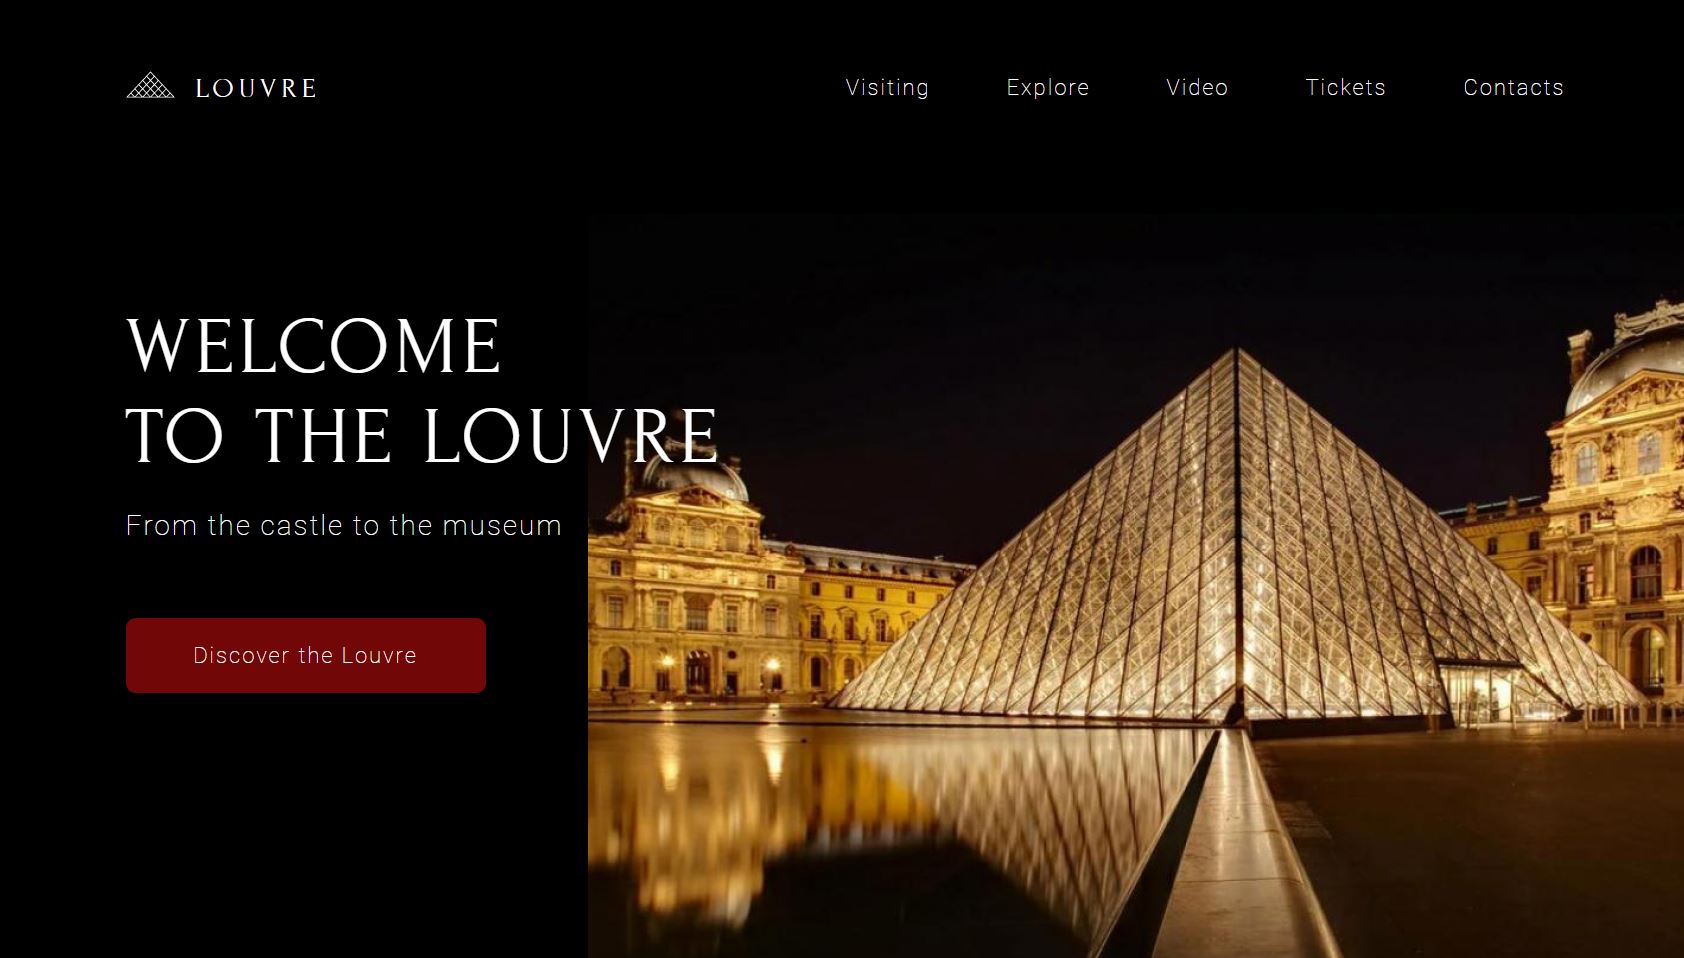 LOUVRE
Visiting
Explore
Video
Tickets
Contacts
WELCOME
TO THE LOUVRE
From the castle to the museum
Discover the Louvre